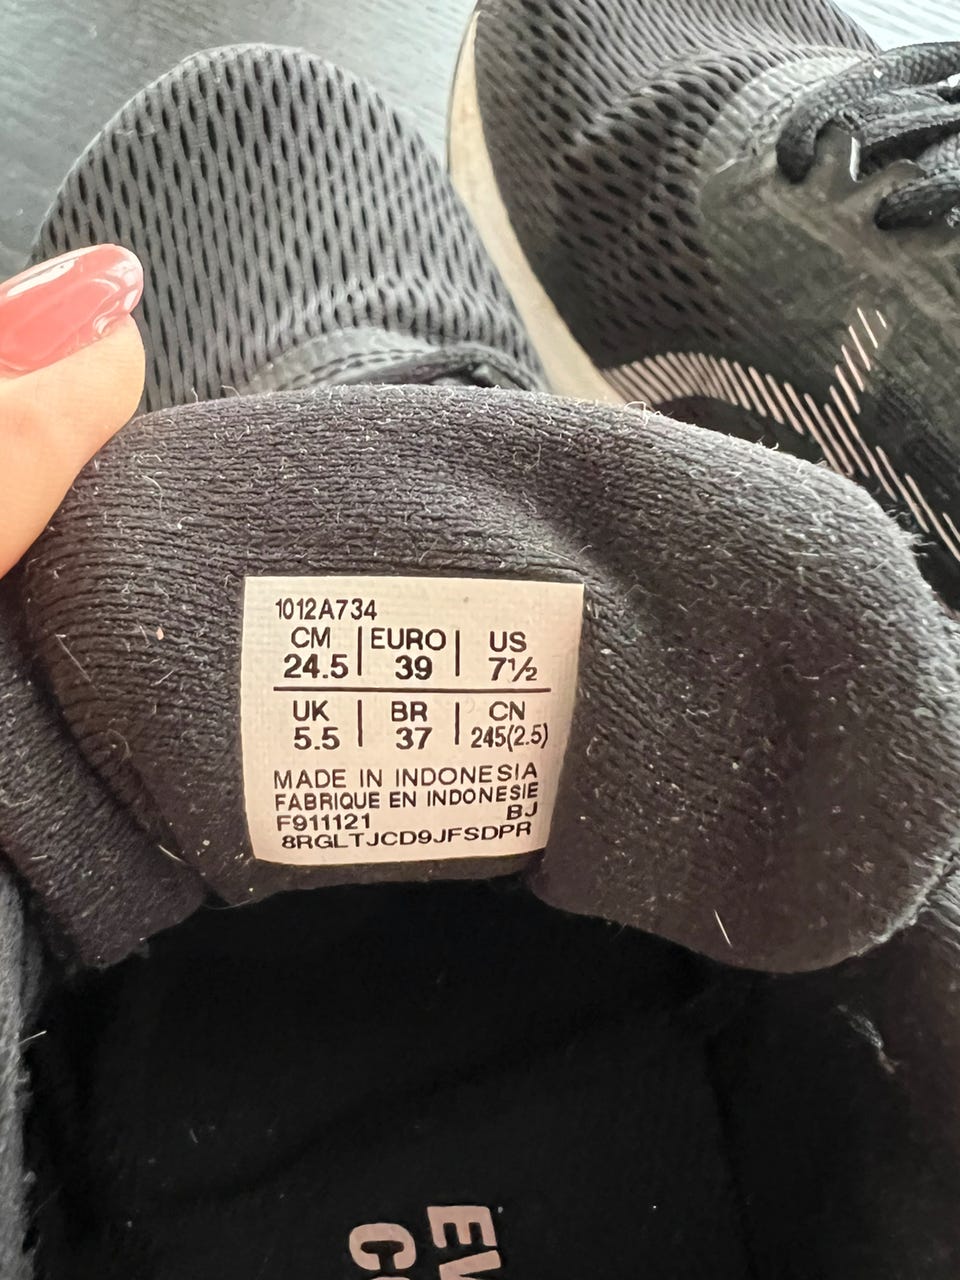 1012A734
CM | EURO | US
24.5 | 39 | 7½
UK | BR | CN
5.5 | 37 | 245(2.5)
MADE IN INDONESIA
FABRIQUE EN INDONESIE
F911121 BJ
8RGLTJCD9JFSDPR